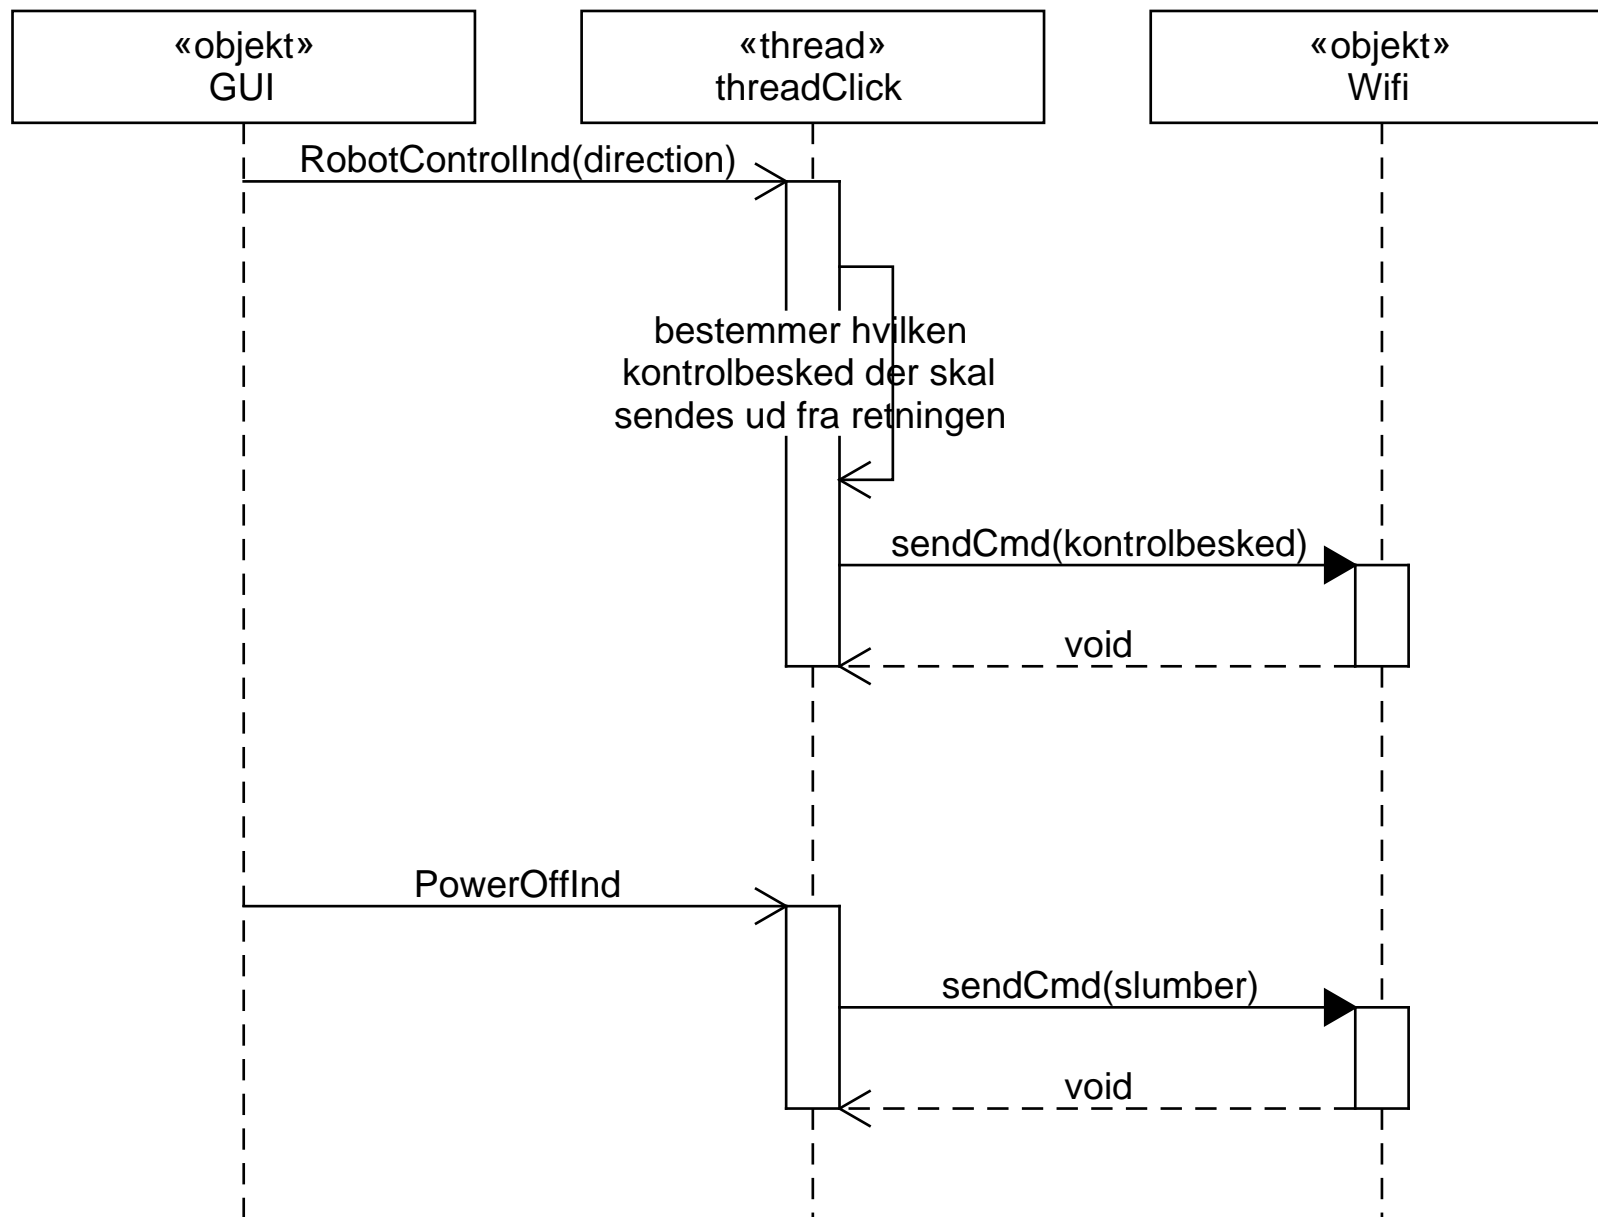 «objekt»
GUI
«thread»
threadClick
«objekt»
Wifi
RobotControlInd(direction)
bestemmer hvilken
kontrolbesked der skal
sendes ud fra retningen
sendCmd(kontrolbesked)
void
PowerOffInd
sendCmd(slumber)
void